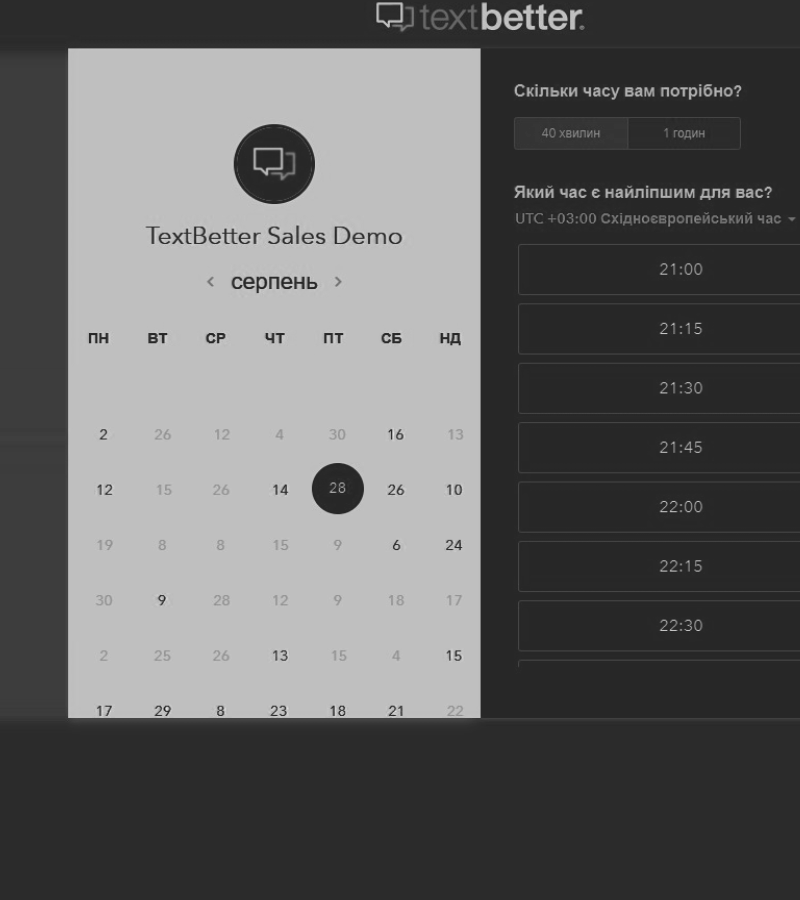 textbetter.
TextBetter Sales Demo
‹ серпень ›
ПН ВТ СР ЧТ ПТ СБ НД
2 26 12 4 30 16 13
12 15 26 14 28 26 10
19 8 8 15 9 6 24
30 9 28 12 9 18 17
2 25 26 13 15 4 15
17 29 8 23 18 21 22
Скільки часу вам потрібно?
40 хвилин 1 годин
Який час є найліпшим для вас?
UTC +03:00 Східноєвропейський час
21:00
21:15
21:30
21:45
22:00
22:15
22:30